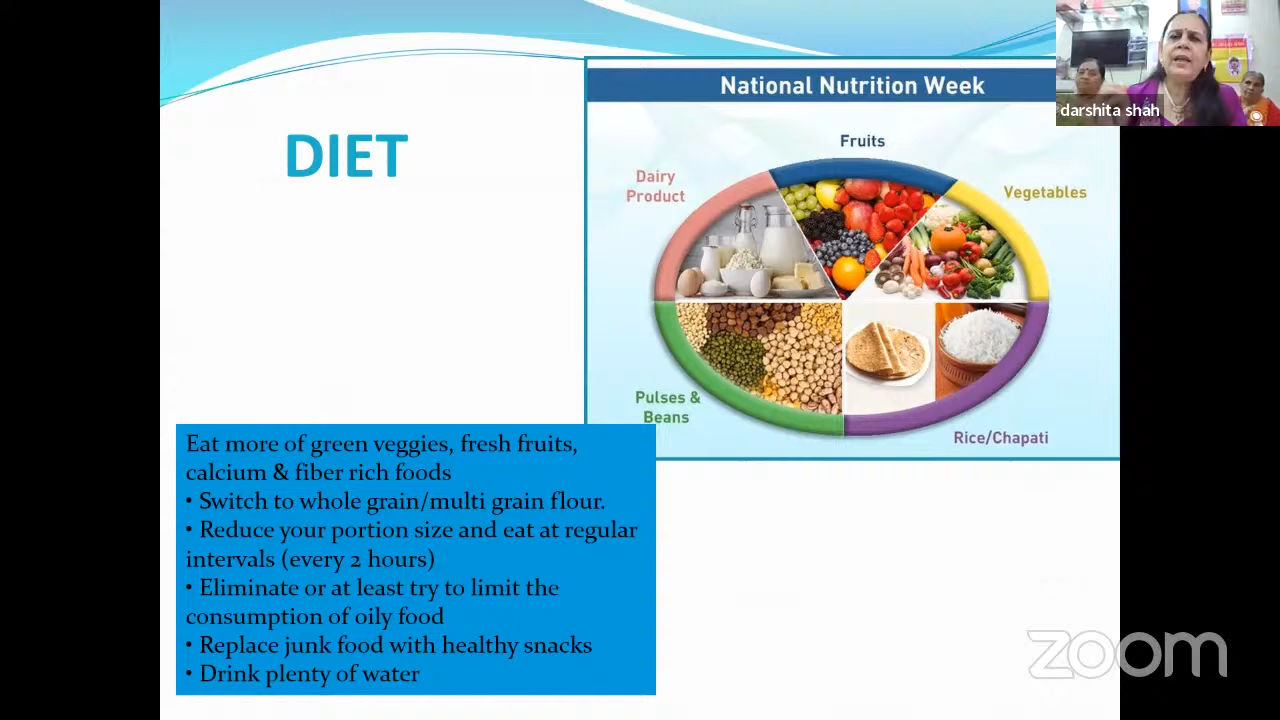 DIET
National Nutrition Week
Fruits
Dairy
Product
Vegetables
Pulses &
Beans
Rice/Chapati
Eat more of green veggies, fresh fruits,
calcium & fiber rich foods
• Switch to whole grain/multi grain flour.
• Reduce your portion size and eat at regular
intervals (every 2 hours)
• Eliminate or at least try to limit the
consumption of oily food
• Replace junk food with healthy snacks
• Drink plenty of water
darshita shah
zoom